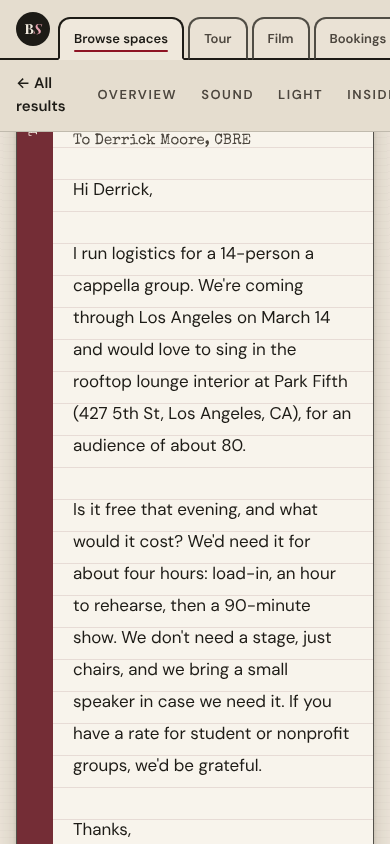 BS
Browse spaces
Tour
Film
Bookings
← All results
OVERVIEW
SOUND
LIGHT
To Derrick Moore, CBRE
Hi Derrick,
I run logistics for a 14-person a
cappella group. We're coming
through Los Angeles on March 14
and would love to sing in the
rooftop lounge interior at Park Fifth
(427 5th St, Los Angeles, CA), for an
audience of about 80.
Is it free that evening, and what
would it cost? We'd need it for
about four hours: load-in, an hour
to rehearse, then a 90-minute
show. We don't need a stage, just
chairs, and we bring a small
speaker in case we need it. If you
have a rate for student or nonprofit
groups, we'd be grateful.
Thanks,